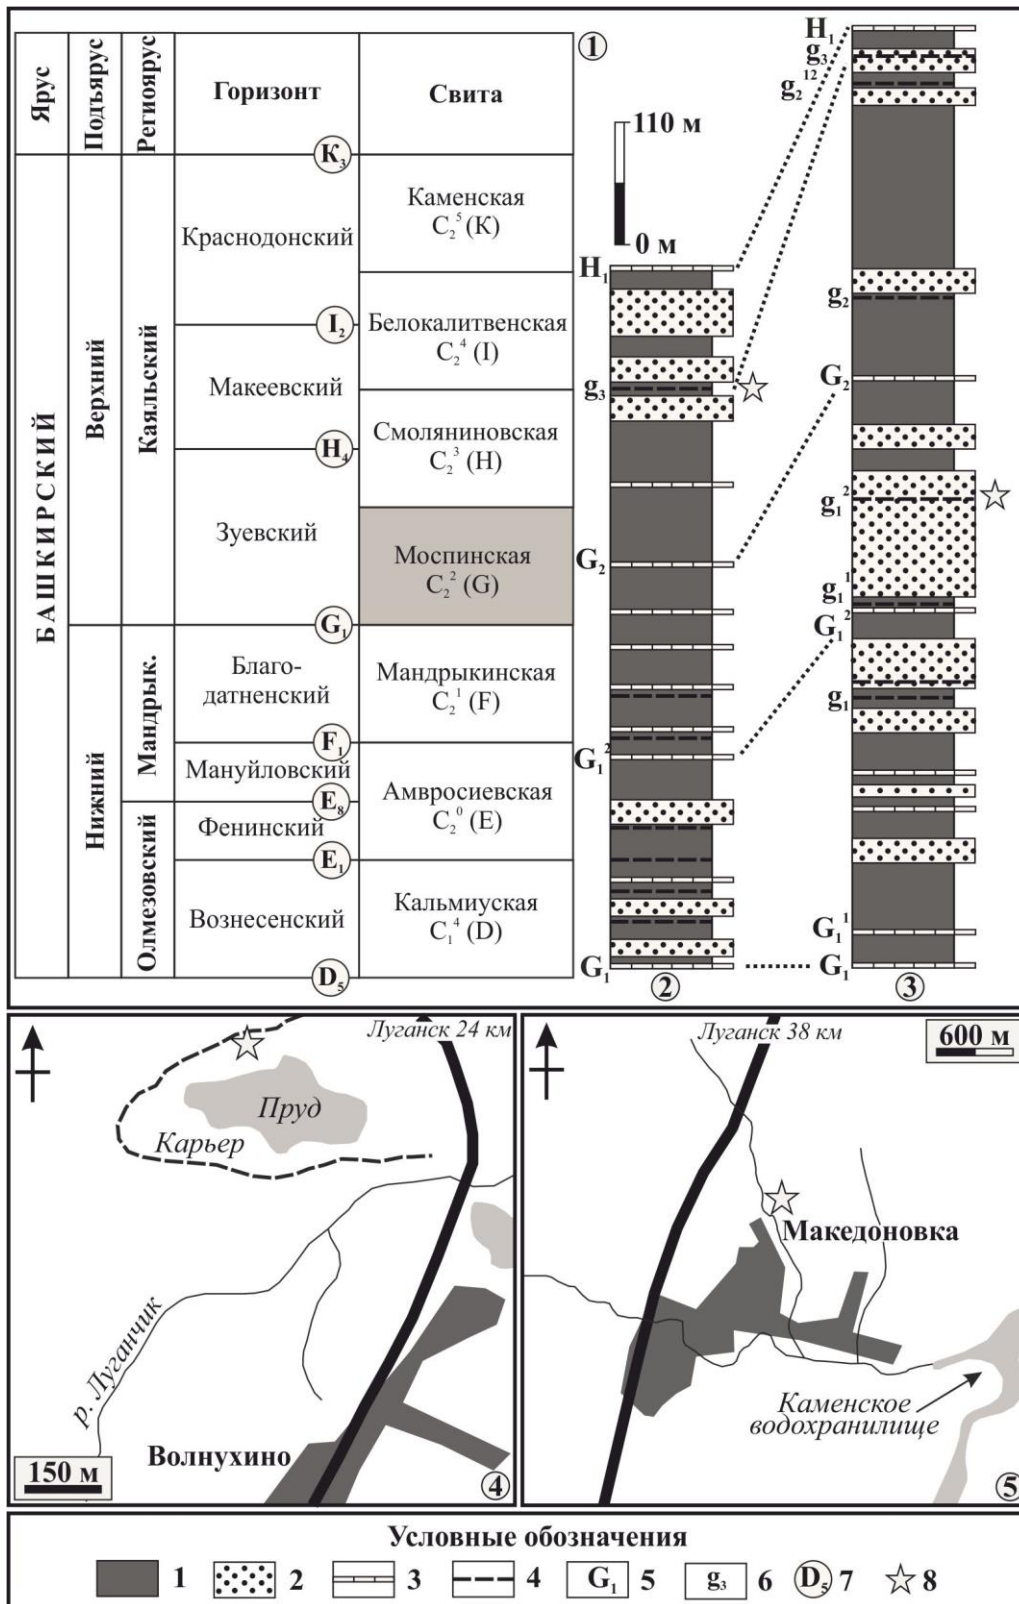 1
Ярус
Подъярус
Региоярус
Горизонт
Свита
БАШКИРСКИЙ
Верхний
Нижний
Каяльский
Мандрык.
Олмезовский
K₃
Краснодонский
I₂
Макеевский
H₄
Зуевский
G₁
Благо-
датненский
F₁
Мануйловский
E₈
Фенинский
E₁
Вознесенский
D₅
Каменская
C₂⁵ (K)
Белокалитвенская
C₂⁴ (I)
Смоляниновская
C₂³ (H)
Моспинская
C₂² (G)
Мандрыкинская
C₂¹ (F)
Амвросиевская
C₂⁰ (E)
Кальмиуская
C₁⁴ (D)
110 м
0 м
H₁
g₃
G₂
G₁²
G₁
2
H₁
g₃
g₂¹²
g₂
G₂
g₁²
g₁¹
G₁²
g₁
G₁¹
G₁
3
Луганск 24 км
Пруд
Карьер
р. Луганчик
Волнухино
150 м
4
Луганск 38 км
600 м
Македоновка
Каменское
водохранилище
5
Условные обозначения
1 2 3 4 G₁ 5 g₃ 6 D₅ 7 8